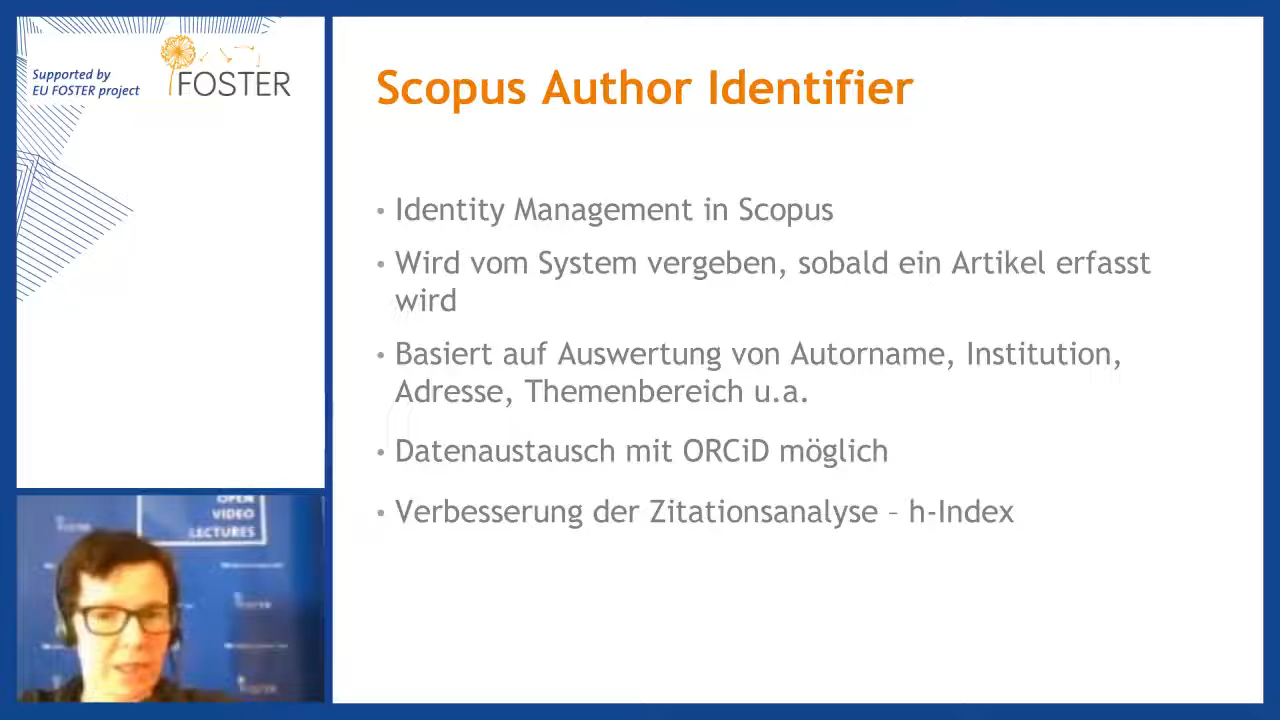 Supported by
EU FOSTER project
FOSTER
Scopus Author Identifier
• Identity Management in Scopus
• Wird vom System vergeben, sobald ein Artikel erfasst
wird
• Basiert auf Auswertung von Autorname, Institution,
Adresse, Themenbereich u.a.
• Datenaustausch mit ORCiD möglich
• Verbesserung der Zitationsanalyse – h-Index
OPEN
VIDEO
LECTURES